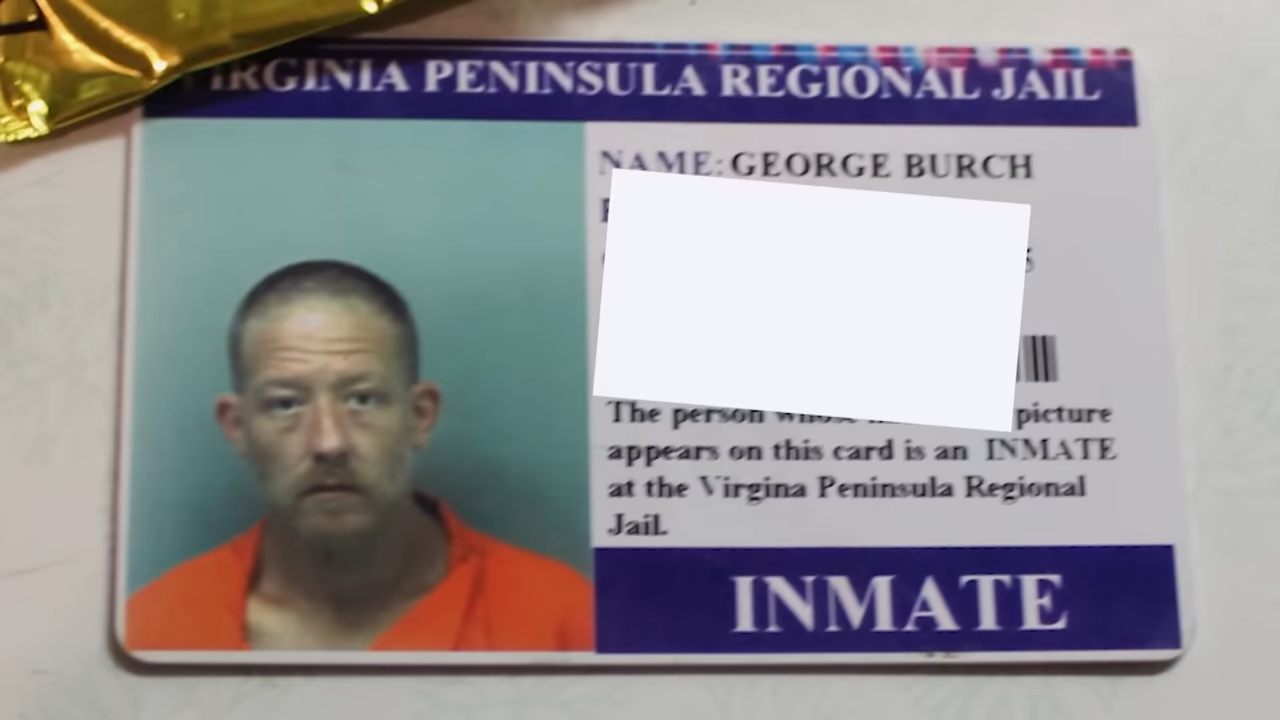 VIRGINIA PENINSULA REGIONAL JAIL
NAME: GEORGE BURCH
The person whose picture
appears on this card is an INMATE
at the Virgina Peninsula Regional
Jail.
INMATE